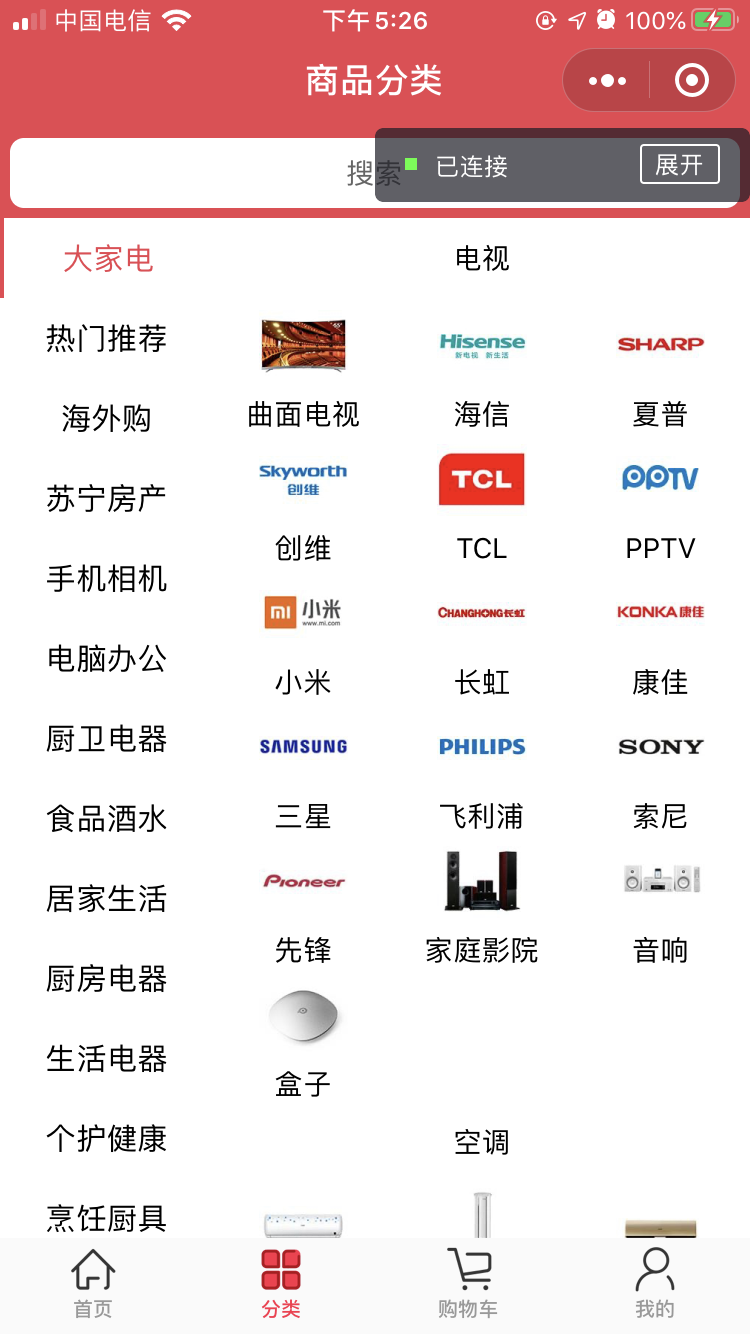 中国电信 下午5:26 100%
商品分类
搜索 已连接 展开
大家电
热门推荐
海外购
苏宁房产
手机相机
电脑办公
厨卫电器
食品酒水
居家生活
厨房电器
生活电器
个护健康
烹饪厨具
电视
65"
Hisense
新电视 新生活
SHARP
曲面电视 海信 夏普
Skyworth
创维
TCL
PPTV
创维 TCL PPTV
mi 小米
www.mi.com
CHANGHONG长虹
KONKA康佳
小米 长虹 康佳
SAMSUNG PHILIPS SONY
三星 飞利浦 索尼
Pioneer
先锋 家庭影院 音响
盒子
空调
首页 分类 购物车 我的